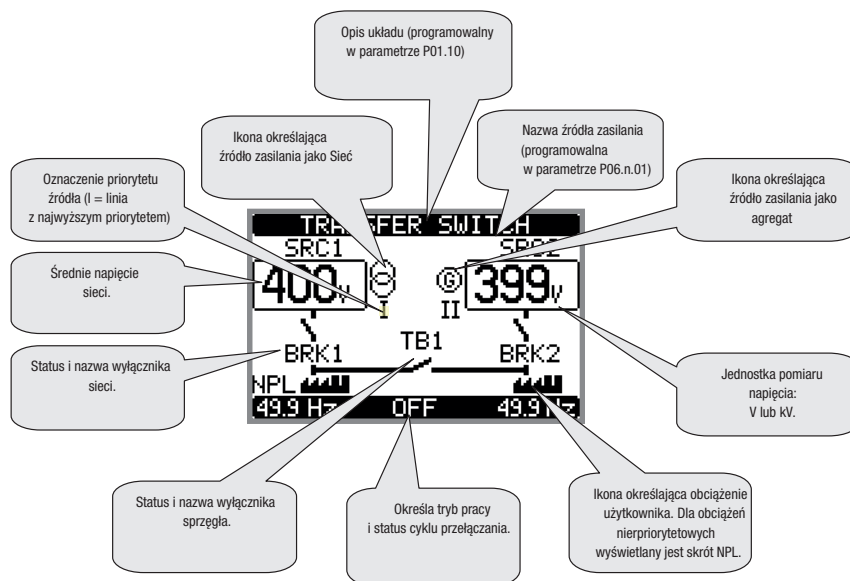 Opis układu (programowalny
w parametrze P01.10)
Ikona określająca
źródło zasilania jako Sieć
Nazwa źródła zasilania
(programowalna
w parametrze P06.n.01)
Oznaczenie priorytetu
źródła (I = linia
z najwyższym priorytetem)
Ikona określająca
źródło zasilania jako
agregat
TRANSFER SWITCH
SRC1
SRC2
Średnie napięcie
sieci.
400V
G
399V
I
II
TB1
BRK1
BRK2
Status i nazwa wyłącznika
sieci.
Jednostka pomiaru
napięcia:
V lub kV.
NPL
49.9 Hz
OFF
49.9 Hz
Status i nazwa wyłącznika
sprzęgła.
Określa tryb pracy
i status cyklu przełączania.
Ikona określająca obciążenie
użytkownika. Dla obciążeń
nierpriorytetowych
wyświetlany jest skrót NPL.